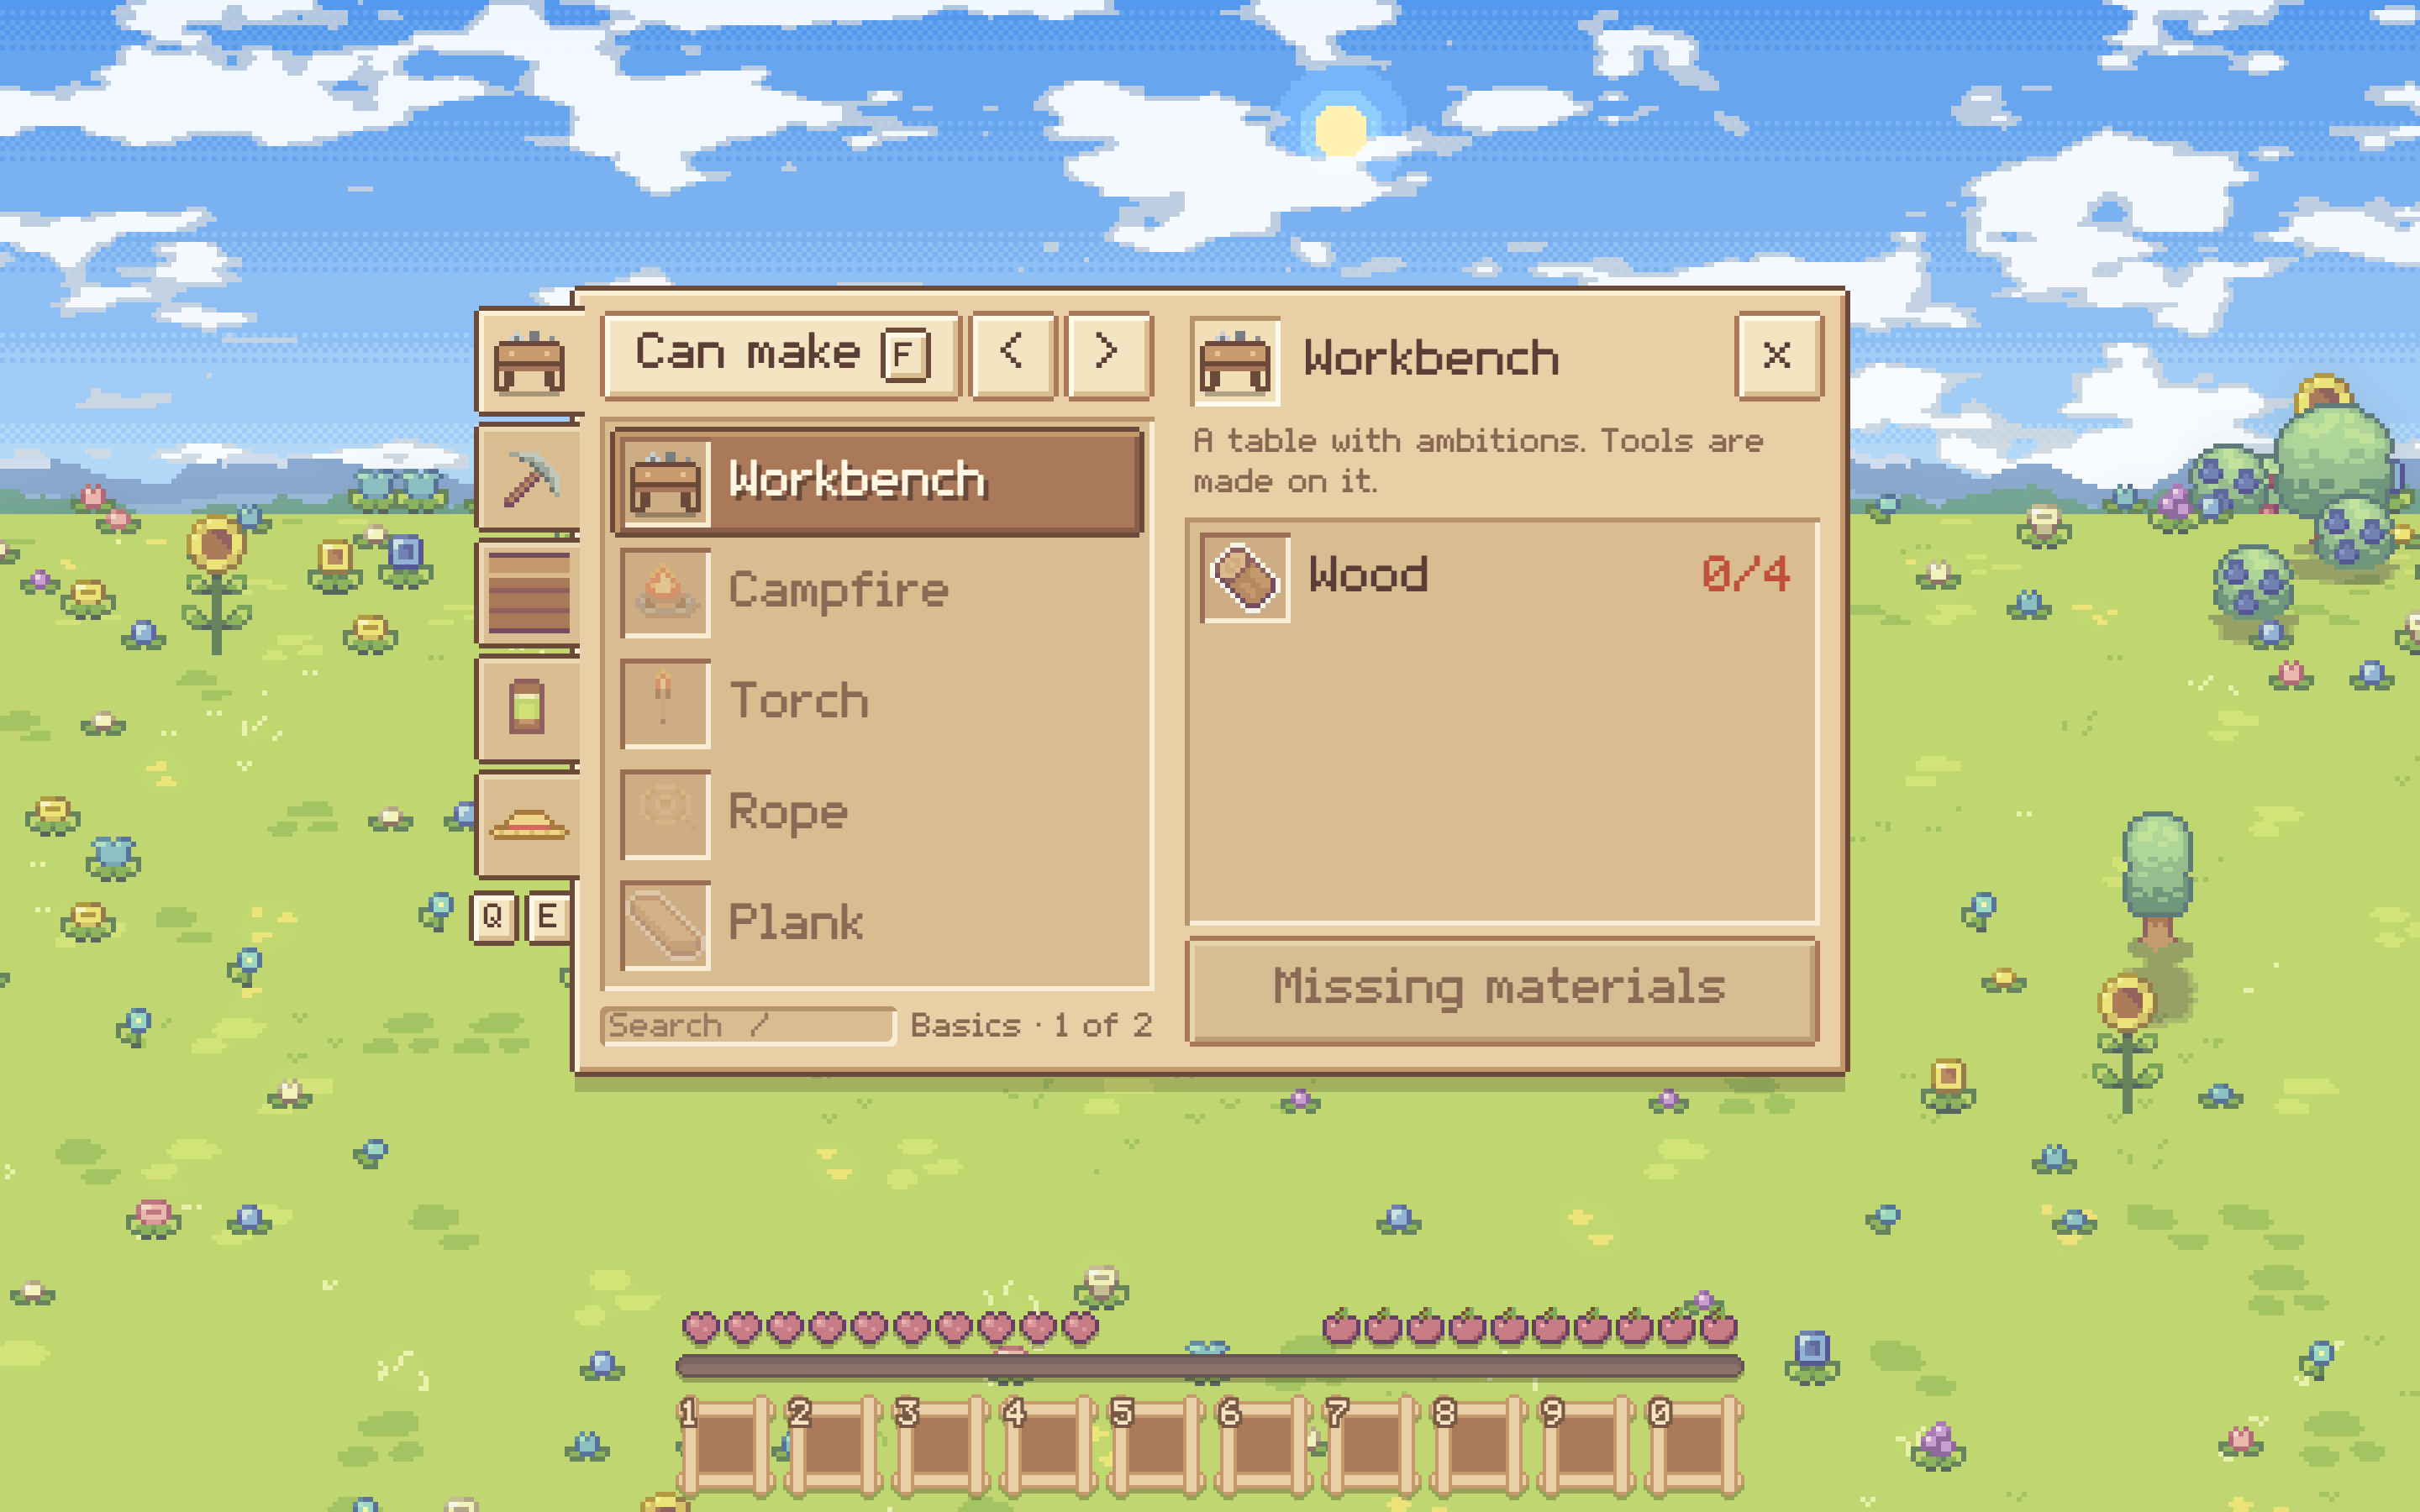 Can make F < >
Workbench
Campfire
Torch
Rope
Plank
Q E
Search / Basics · 1 of 2
Workbench x
A table with ambitions. Tools are
made on it.
Wood 0/4
Missing materials
1 2 3 4 5 6 7 8 9 0